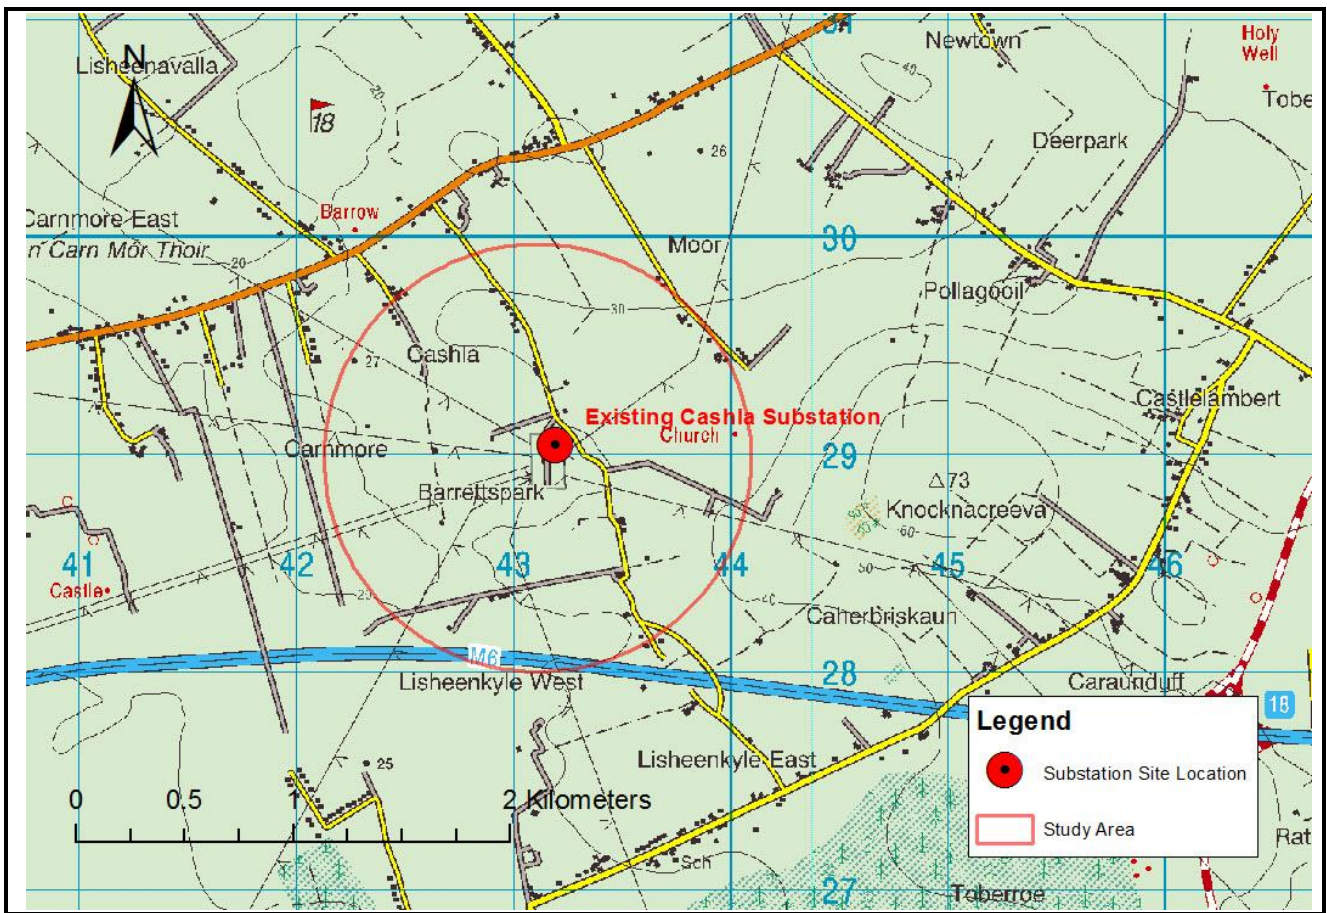 31
Holy
Well
Newtown
N
Lisheenavalla
40
20
Tobe
18
Deerpark
26
Barrow
Carnmore East
n Carn Mór Thoir
Moor
30
20
Pollagooil
30
Cashla
27
Castlelambert
Existing Cashla Substation
Church
Carnmore
29
73
Barrettspark
Knocknacreeva
60
41
42
43
44
45
46
50
Castle
40
Caherbriskaun
M6
28
Lisheenkyle West
Caraunduff
18
Legend
Lisheenkyle East
25
Substation Site Location
0 0.5 1 2 Kilometers
Study Area
Rat
Sch
27
Toberroe